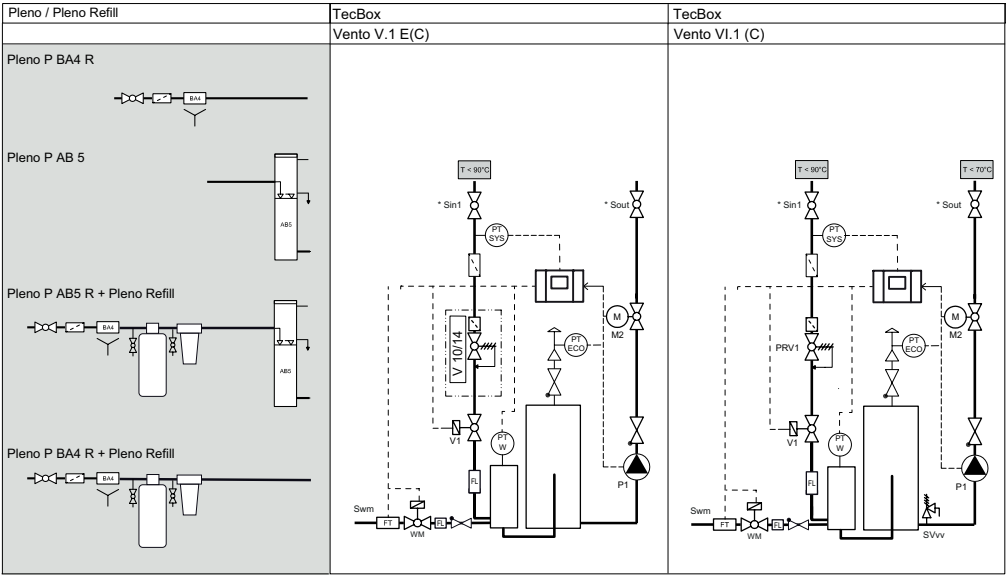 Pleno / Pleno Refill
TecBox
TecBox
Vento V.1 E(C)
Vento VI.1 (C)
Pleno P BA4 R
BA4
Pleno P AB 5
AB5
Pleno P AB5 R + Pleno Refill
BA4
AB5
Pleno P BA4 R + Pleno Refill
BA4
T < 90°C
* Sin1
* Sout
PT
SYS
M
M2
V 10/14
PT
ECO
V1
PT
W
FL
P1
Swm
FT
FL
WM
T < 90°C
T < 70°C
* Sin1
* Sout
PT
SYS
M
M2
PRV1
PT
ECO
V1
PT
W
FL
P1
Swm
FT
FL
WM
SVvv